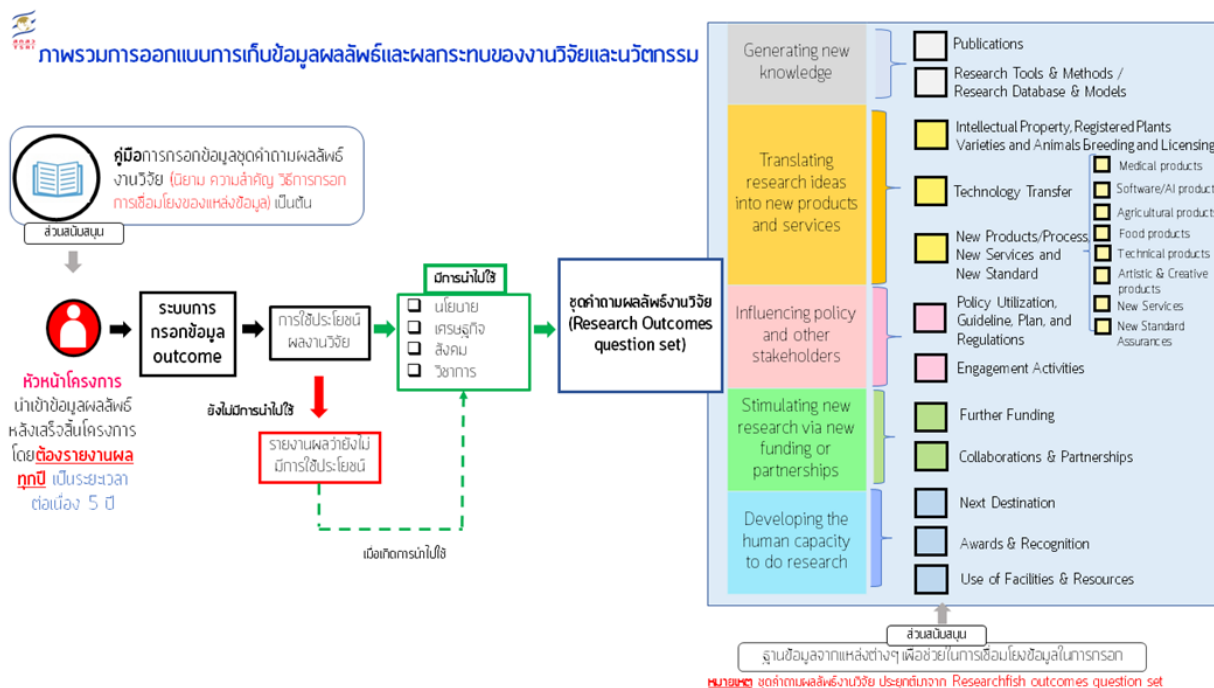 ภาพรวมการออกแบบการเก็บข้อมูลผลลัพธ์และผลกระทบของงานวิจัยและนวัตกรรม
คู่มือการกรอกข้อมูลชุดคำถามผลลัพธ์
งานวิจัย (นิยาม ความสำคัญ วิธีการกรอก
การเชื่อมโยงของแหล่งข้อมูล) เป็นต้น
ส่วนสนับสนุน
หัวหน้าโครงการ
นำเข้าข้อมูลผลลัพธ์
หลังเสร็จสิ้นโครงการ
โดยต้องรายงานผล
ทุกปี เป็นระยะเวลา
ต่อเนื่อง 5 ปี
ระบบการ
กรอกข้อมูล
outcome
การใช้ประโยชน์
ผลงานวิจัย
ยังไม่มีการนำไปใช้
รายงานผลว่ายังไม่
มีการใช้ประโยชน์
เมื่อเกิดการนำไปใช้
มีการนำไปใช้
นโยบาย
เศรษฐกิจ
สังคม
วิชาการ
ชุดคำถามผลลัพธ์งานวิจัย
(Research Outcomes
question set)
Generating new
knowledge
Publications
Research Tools & Methods /
Research Database & Models
Translating
research ideas
into new products
and services
Intellectual Property, Registered Plants
Varieties and Animals Breeding and Licensing
Technology Transfer
New Products/Process,
New Services and
New Standard
Medical products
Software/AI product
Agricultural products
Food products
Technical products
Artistic & Creative
products
New Services
New Standard
Assurances
Influencing policy
and other
stakeholders
Policy Utilization,
Guideline, Plan, and
Regulations
Engagement Activities
Stimulating new
research via new
funding or
partnerships
Further Funding
Collaborations & Partnerships
Developing the
human capacity
to do research
Next Destination
Awards & Recognition
Use of Facilities & Resources
ส่วนสนับสนุน
ฐานข้อมูลจากแหล่งต่างๆ เพื่อช่วยในการเชื่อมโยงข้อมูลในการกรอก
หมายเหตุ ชุดคำถามผลลัพธ์งานวิจัย ประยุกต์มาจาก Researchfish outcomes question set